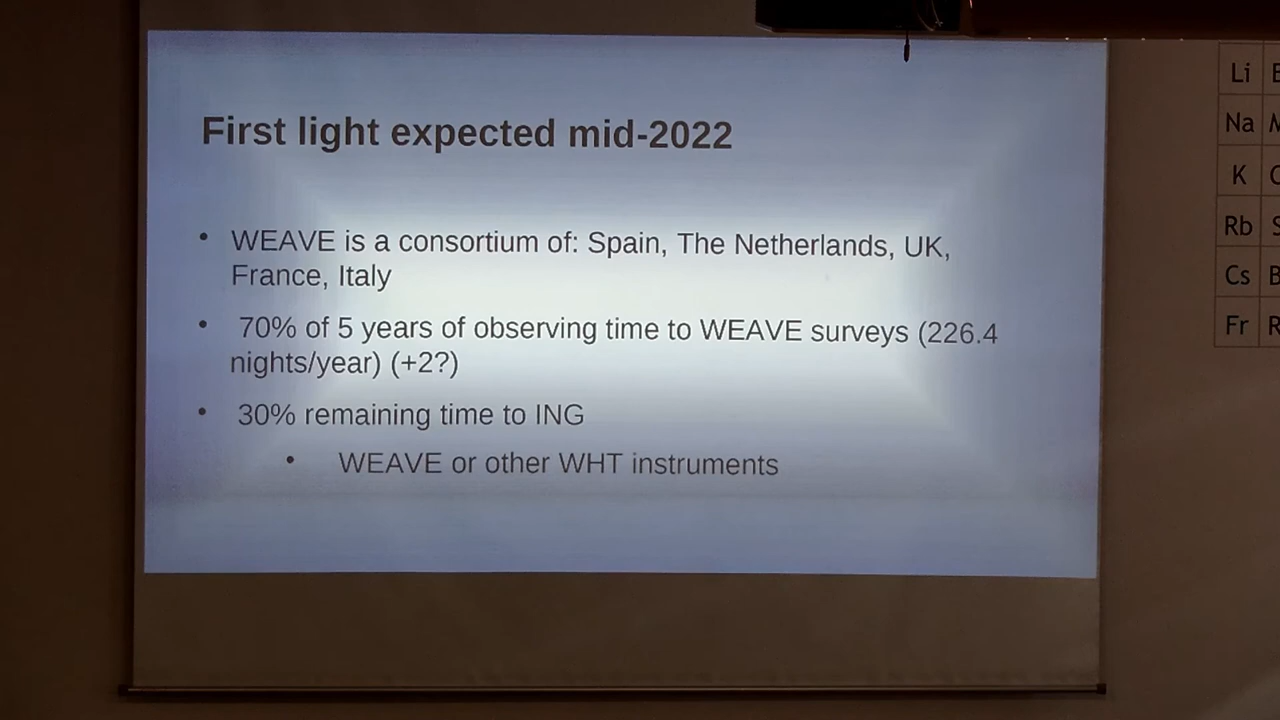 First light expected mid-2022
• WEAVE is a consortium of: Spain, The Netherlands, UK,
France, Italy
• 70% of 5 years of observing time to WEAVE surveys (226.4
nights/year) (+2?)
• 30% remaining time to ING
• WEAVE or other WHT instruments
Li
Na
K
Rb
Cs
Fr